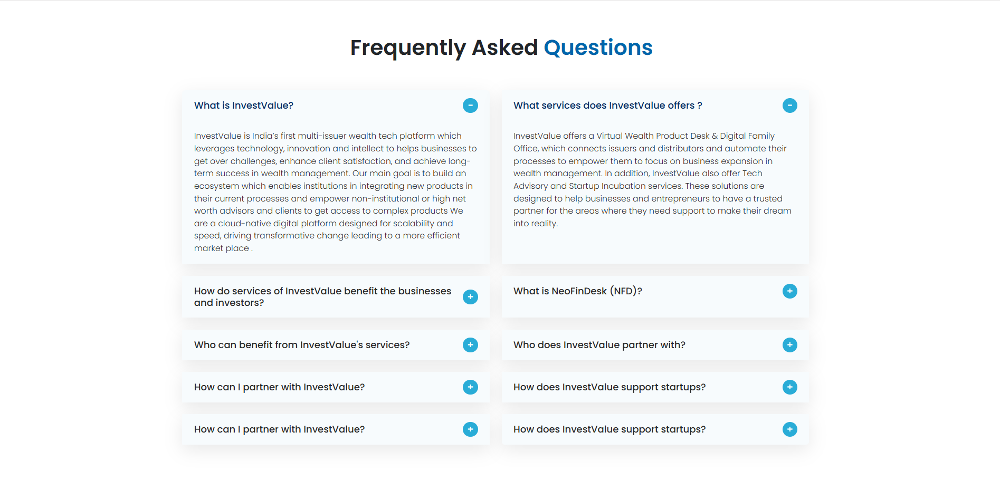 Frequently Asked Questions
What is InvestValue?
InvestValue is India’s first multi-issuer wealth tech platform which
leverages technology, innovation and intellect to helps businesses to
get over challenges, enhance client satisfaction, and achieve long-
term success in wealth management. Our main goal is to build an
ecosystem which enables institutions in integrating new products in
their current processes and empower non-institutional or high net
worth advisors and clients to get access to complex products We
are a cloud-native digital platform designed for scalability and
speed, driving transformative change leading to a more efficient
market place .
What services does InvestValue offers ?
InvestValue offers a Virtual Wealth Product Desk & Digital Family
Office, which connects issuers and distributors and automate their
processes to empower them to focus on business expansion in
wealth management. In addition, InvestValue also offer Tech
Advisory and Startup Incubation services. These solutions are
designed to help businesses and entrepreneurs to have a trusted
partner for the areas where they need support to make their dream
into reality.
How do services of InvestValue benefit the businesses
and investors?
What is NeoFinDesk (NFD)?
Who can benefit from InvestValue's services?
Who does InvestValue partner with?
How can I partner with InvestValue?
How does InvestValue support startups?
How can I partner with InvestValue?
How does InvestValue support startups?